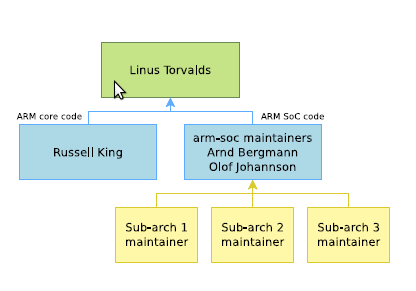 Linus Torvalds
ARM core code
ARM SoC code
Russell King
arm-soc maintainers
Arnd Bergmann
Olof Johannson
Sub-arch 1
maintainer
Sub-arch 2
maintainer
Sub-arch 3
maintainer